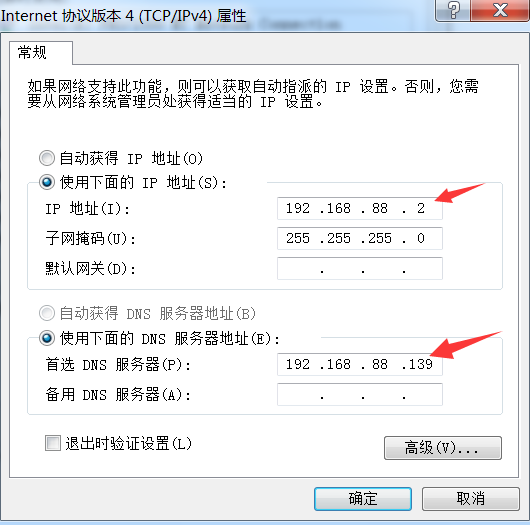 Internet 协议版本 4 (TCP/IPv4) 属性
常规
如果网络支持此功能，则可以获取自动指派的 IP 设置。否则，您需
要从网络系统管理员处获得适当的 IP 设置。
自动获得 IP 地址(O)
使用下面的 IP 地址(S):
IP 地址(I): 192 .168 . 88 . 2
子网掩码(U): 255 .255 .255 . 0
默认网关(D): . . .
自动获得 DNS 服务器地址(B)
使用下面的 DNS 服务器地址(E):
首选 DNS 服务器(P): 192 .168 . 88 .139
备用 DNS 服务器(A): . . .
退出时验证设置(L)
高级(V)...
确定 取消